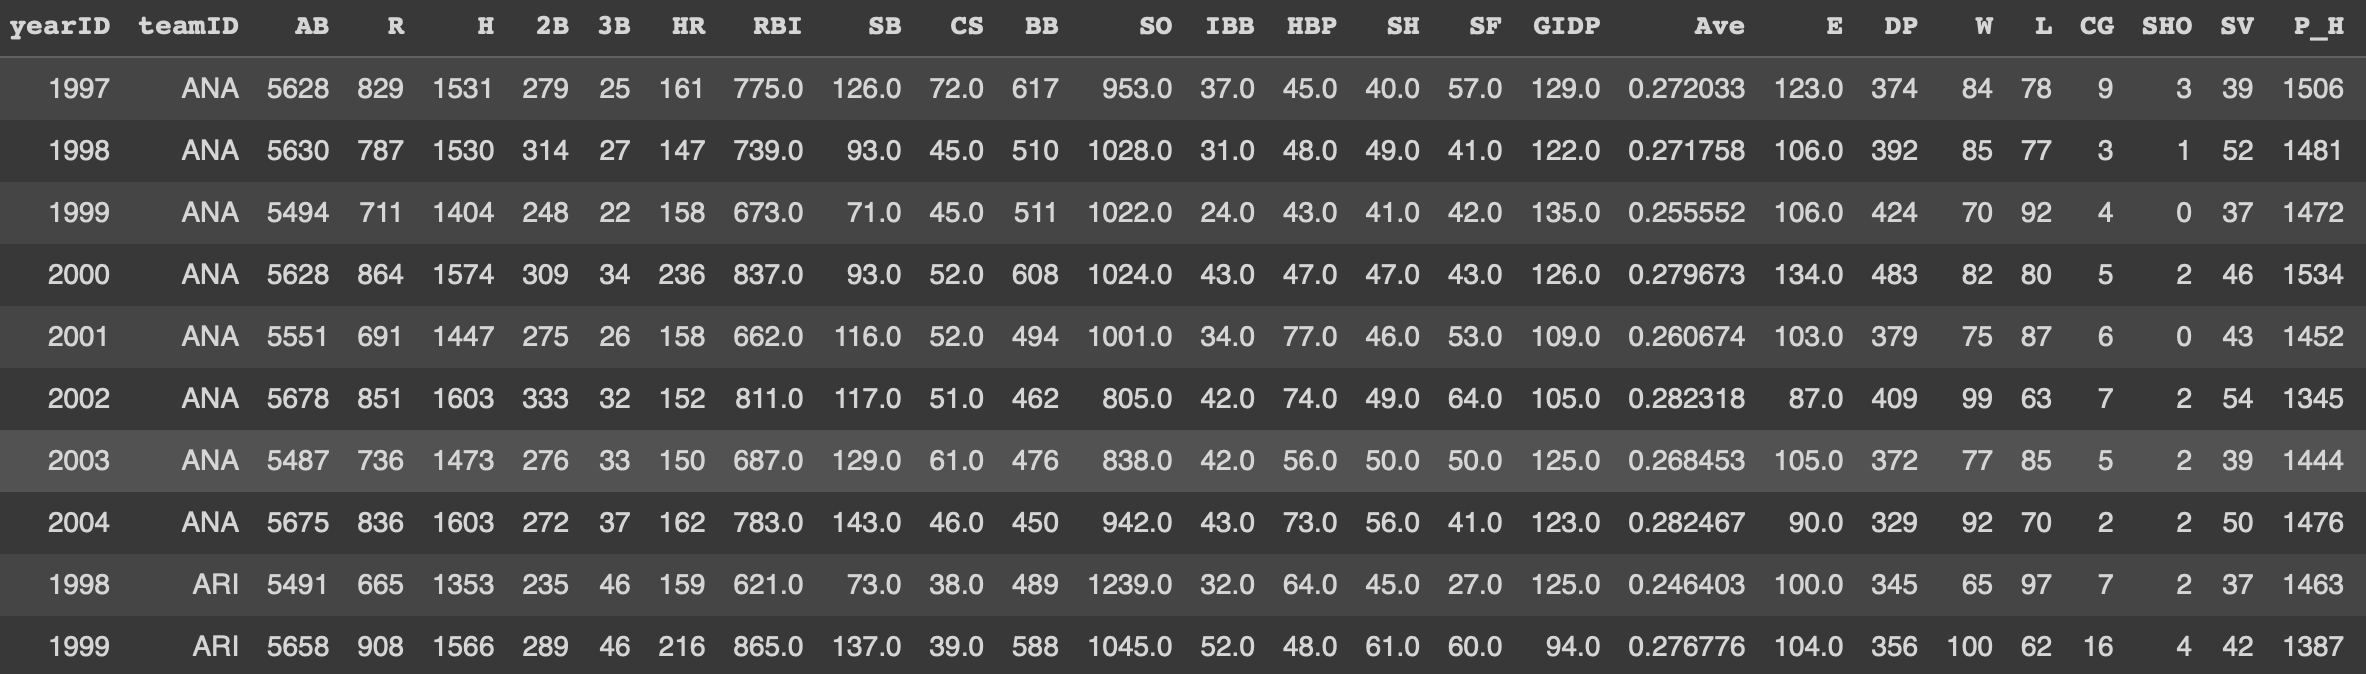 yearID teamID AB R H 2B 3B HR RBI SB CS BB SO IBB HBP SH SF GIDP Ave E DP W L CG SHO SV P_H
1997 ANA 5628 829 1531 279 25 161 775.0 126.0 72.0 617 953.0 37.0 45.0 40.0 57.0 129.0 0.272033 123.0 374 84 78 9 3 39 1506
1998 ANA 5630 787 1530 314 27 147 739.0 93.0 45.0 510 1028.0 31.0 48.0 49.0 41.0 122.0 0.271758 106.0 392 85 77 3 1 52 1481
1999 ANA 5494 711 1404 248 22 158 673.0 71.0 45.0 511 1022.0 24.0 43.0 41.0 42.0 135.0 0.255552 106.0 424 70 92 4 0 37 1472
2000 ANA 5628 864 1574 309 34 236 837.0 93.0 52.0 608 1024.0 43.0 47.0 47.0 43.0 126.0 0.279673 134.0 483 82 80 5 2 46 1534
2001 ANA 5551 691 1447 275 26 158 662.0 116.0 52.0 494 1001.0 34.0 77.0 46.0 53.0 109.0 0.260674 103.0 379 75 87 6 0 43 1452
2002 ANA 5678 851 1603 333 32 152 811.0 117.0 51.0 462 805.0 42.0 74.0 49.0 64.0 105.0 0.282318 87.0 409 99 63 7 2 54 1345
2003 ANA 5487 736 1473 276 33 150 687.0 129.0 61.0 476 838.0 42.0 56.0 50.0 50.0 125.0 0.268453 105.0 372 77 85 5 2 39 1444
2004 ANA 5675 836 1603 272 37 162 783.0 143.0 46.0 450 942.0 43.0 73.0 56.0 41.0 123.0 0.282467 90.0 329 92 70 2 2 50 1476
1998 ARI 5491 665 1353 235 46 159 621.0 73.0 38.0 489 1239.0 32.0 64.0 45.0 27.0 125.0 0.246403 100.0 345 65 97 7 2 37 1463
1999 ARI 5658 908 1566 289 46 216 865.0 137.0 39.0 588 1045.0 52.0 48.0 61.0 60.0 94.0 0.276776 104.0 356 100 62 16 4 42 1387